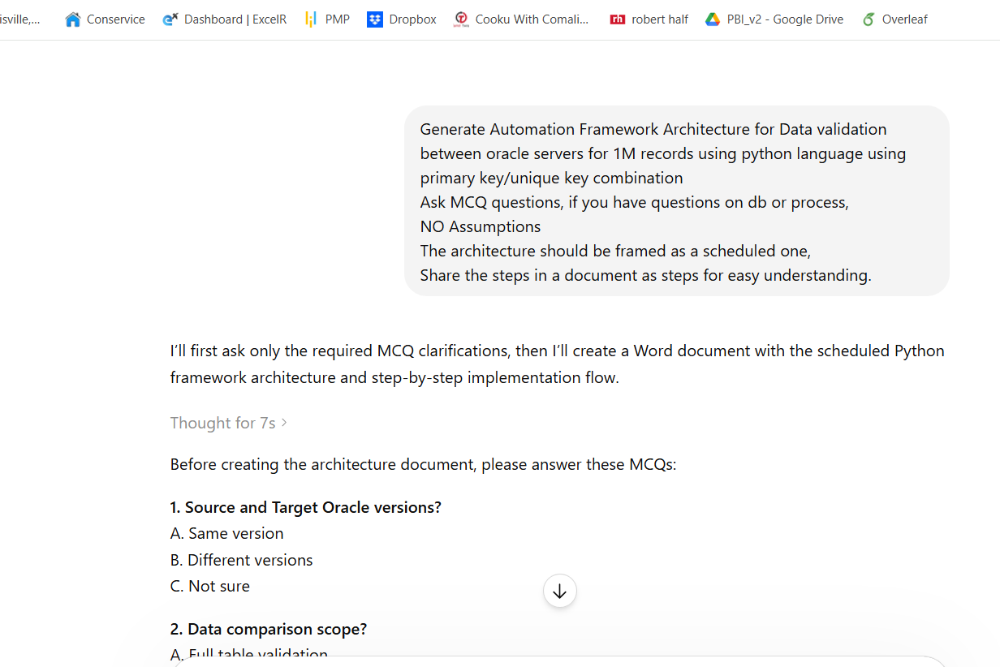 isville,... Conservice Dashboard | ExcelR PMP Dropbox Cooku With Comali... rh robert half PBI_v2 - Google Drive Overleaf
Generate Automation Framework Architecture for Data validation
between oracle servers for 1M records using python language using
primary key/unique key combination
Ask MCQ questions, if you have questions on db or process,
NO Assumptions
The architecture should be framed as a scheduled one,
Share the steps in a document as steps for easy understanding.
I’ll first ask only the required MCQ clarifications, then I’ll create a Word document with the scheduled Python
framework architecture and step-by-step implementation flow.
Thought for 7s >
Before creating the architecture document, please answer these MCQs:
1. Source and Target Oracle versions?
A. Same version
B. Different versions
C. Not sure
2. Data comparison scope?
A. Full table validation